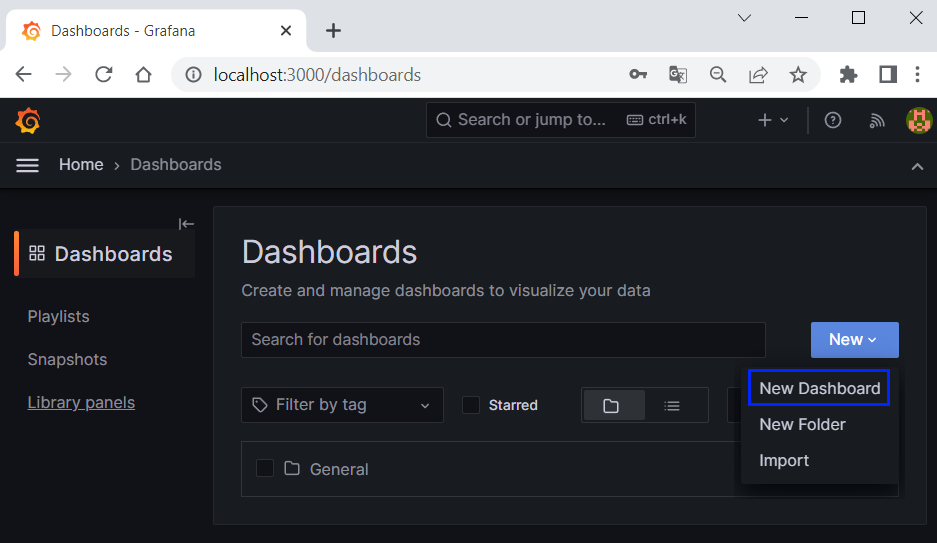 Dashboards - Grafana
localhost:3000/dashboards
Search or jump to... ctrl+k
Home › Dashboards
Dashboards
Playlists
Snapshots
Library panels
Dashboards
Create and manage dashboards to visualize your data
Search for dashboards
New
New Dashboard
New Folder
Import
Filter by tag
Starred
General